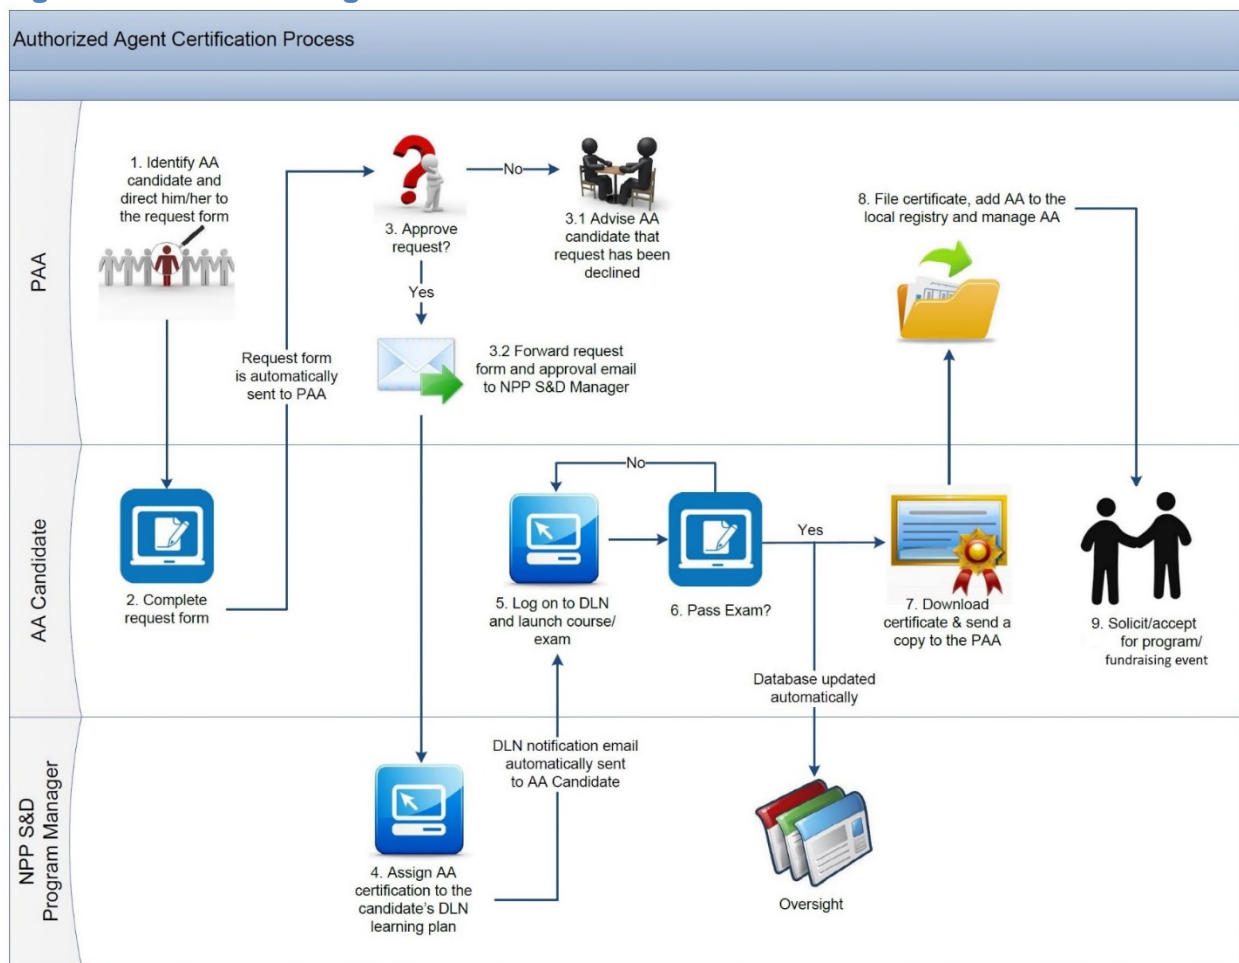 Authorized Agent Certification Process
PAA
1. Identify AA
candidate and
direct him/her to
the request form
3. Approve
request?
No
3.1 Advise AA
candidate that
request has been
declined
8. File certificate, add AA to the
local registry and manage AA
Yes
Request form
is automatically
sent to PAA
3.2 Forward request
form and approval email
to NPP S&D Manager
AA Candidate
2. Complete
request form
No
5. Log on to DLN
and launch course/
exam
6. Pass Exam?
Yes
7. Download
certificate & send a
copy to the PAA
9. Solicit/accept
for program/
fundraising event
Database updated
automatically
NPP S&D
Program Manager
DLN notification email
automatically sent
to AA Candidate
4. Assign AA
certification to the
candidate's DLN
learning plan
Oversight